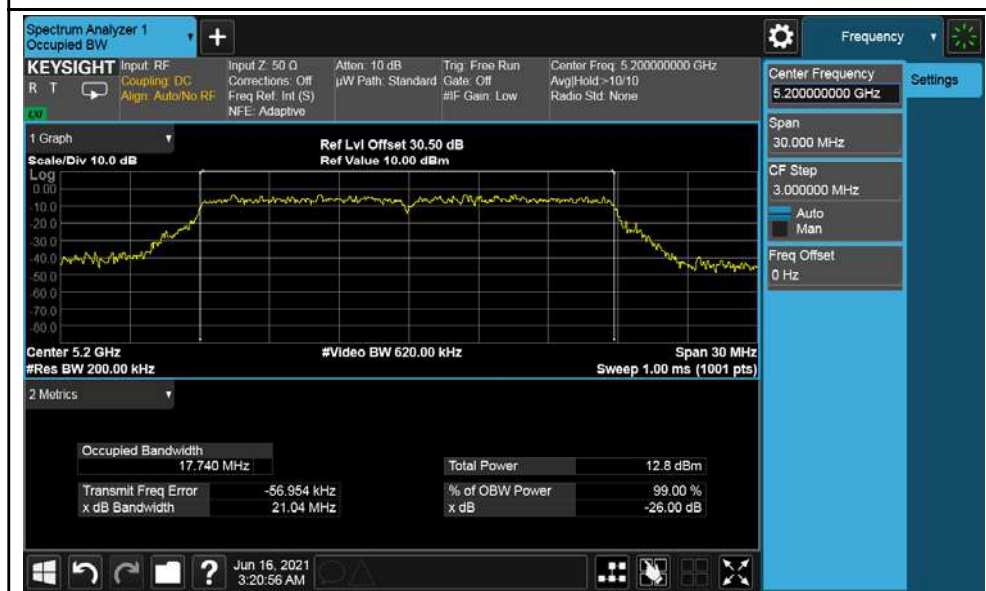 Spectrum Analyzer 1
Occupied BW
+
Frequency
KEYSIGHT
R T
LXI
Input: RF
Coupling: DC
Align: Auto/No RF
Input Z: 50 Ω
Corrections: Off
Freq Ref: Int (S)
NFE: Adaptive
Atten: 10 dB
µW Path: Standard
Trig: Free Run
Gate: Off
#IF Gain: Low
Center Freq: 5.200000000 GHz
Avg|Hold:>10/10
Radio Std: None
Center Frequency
5.200000000 GHz
Settings
Span
30.000 MHz
CF Step
3.000000 MHz
Auto
Man
Freq Offset
0 Hz
1 Graph
Scale/Div 10.0 dB
Ref Lvl Offset 30.50 dB
Ref Value 10.00 dBm
Log
0.00
-10.0
-20.0
-30.0
-40.0
-50.0
-60.0
-70.0
-80.0
Center 5.2 GHz
#Video BW 620.00 kHz
Span 30 MHz
#Res BW 200.00 kHz
Sweep 1.00 ms (1001 pts)
2 Metrics
Occupied Bandwidth
17.740 MHz
Total Power 12.8 dBm
Transmit Freq Error -56.954 kHz
% of OBW Power 99.00 %
x dB Bandwidth 21.04 MHz
x dB -26.00 dB
?
Jun 16, 2021
3:20:56 AM